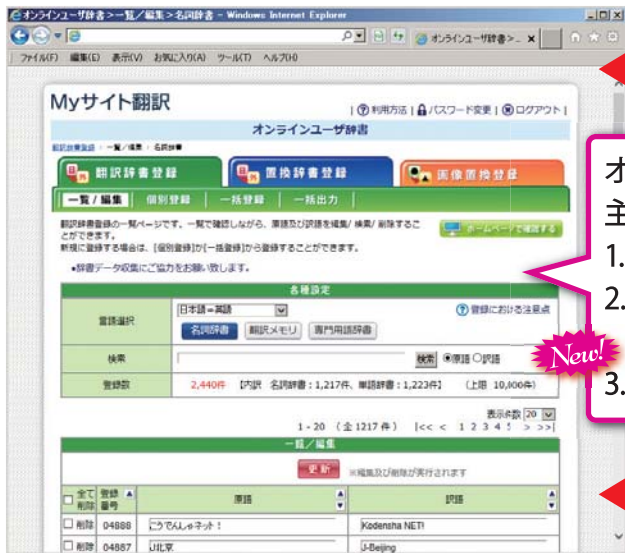 オンラインユーザ辞書>一覧/編集>名詞辞書 - Windows Internet Explorer
オンラインユーザ辞書>...
ファイル(F) 編集(E) 表示(V) お気に入り(A) ツール(T) ヘルプ(H)
Myサイト翻訳
利用方法 | パスワード変更 | ログアウト |
オンラインユーザ辞書
翻訳辞書登録 > 一覧/編集 > 名詞辞書
翻訳辞書登録 置換辞書登録 画像置換登録
一覧/編集 | 個別登録 | 一括登録 | 一括出力 |
翻訳辞書登録の一覧ページです。一覧で確認しながら、原語及び訳語を編集/ 検索/ 削除するこ
とができます。
ホームページで確認する
新規に登録する場合は、[個別登録]か[一括登録]から登録することができます。
•辞書データ収集にご協力をお願い致します。
各種設定
言語選択 日本語⇒英語 登録における注意点
名詞辞書 翻訳メモリ 専門用語辞書
検索 検索 原語 訳語
登録数 2,440件 【内訳 名詞辞書:1,217件、単語辞書:1,223件】 (上限 10,000件)
表示件数 20
1 - 20 (全1217件) |<< < 1 2 3 4 5 > >>|
一覧/編集
更新 ※編集及び削除が実行されます
全て削除 登録番号 原語 訳語
削除 04888 こうでんしゃネット! Kodensha NET!
削除 04887 J北京 J-Beijing
オ
主
1.
2.
New!
3.